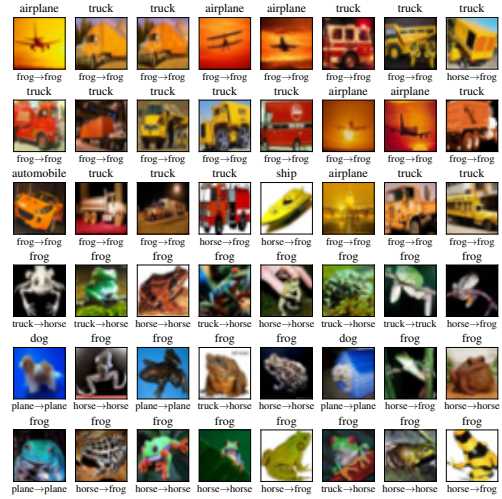 airplane truck truck airplane airplane truck truck truck
frog→frog frog→frog frog→frog frog→frog frog→frog frog→frog frog→frog horse→frog
truck truck truck truck truck airplane airplane truck
frog→frog frog→frog frog→frog frog→frog frog→frog frog→frog frog→frog frog→frog
automobile truck truck truck ship airplane truck truck
frog→frog frog→frog frog→frog horse→frog horse→frog frog→frog frog→frog frog→frog
frog frog frog frog frog frog frog frog
truck→horse truck→horse horse→horse truck→horse horse→horse truck→horse truck→truck horse→frog
dog frog frog frog frog dog frog frog
plane→plane horse→horse plane→plane truck→horse horse→horse plane→plane horse→frog horse→horse
frog frog frog frog frog frog frog frog
plane→plane horse→frog horse→horse horse→horse horse→horse truck→horse horse→horse horse→frog